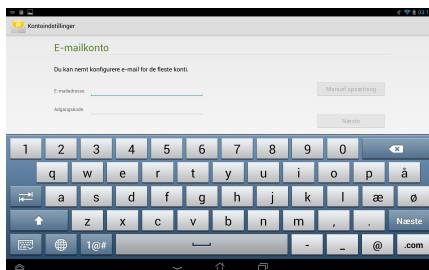 Kontoindstillinger
E-mailkonto
Du kan nemt konfigurere e-mail for de fleste konti.
E-mailadresse
Manuel opsætning
Adgangskode
Næste
1 2 3 4 5 6 7 8 9 0
q w e r t y u i o p å
a s d f g h j k l æ ø
z x c v b n m , . Næste
1@# - _ @ .com